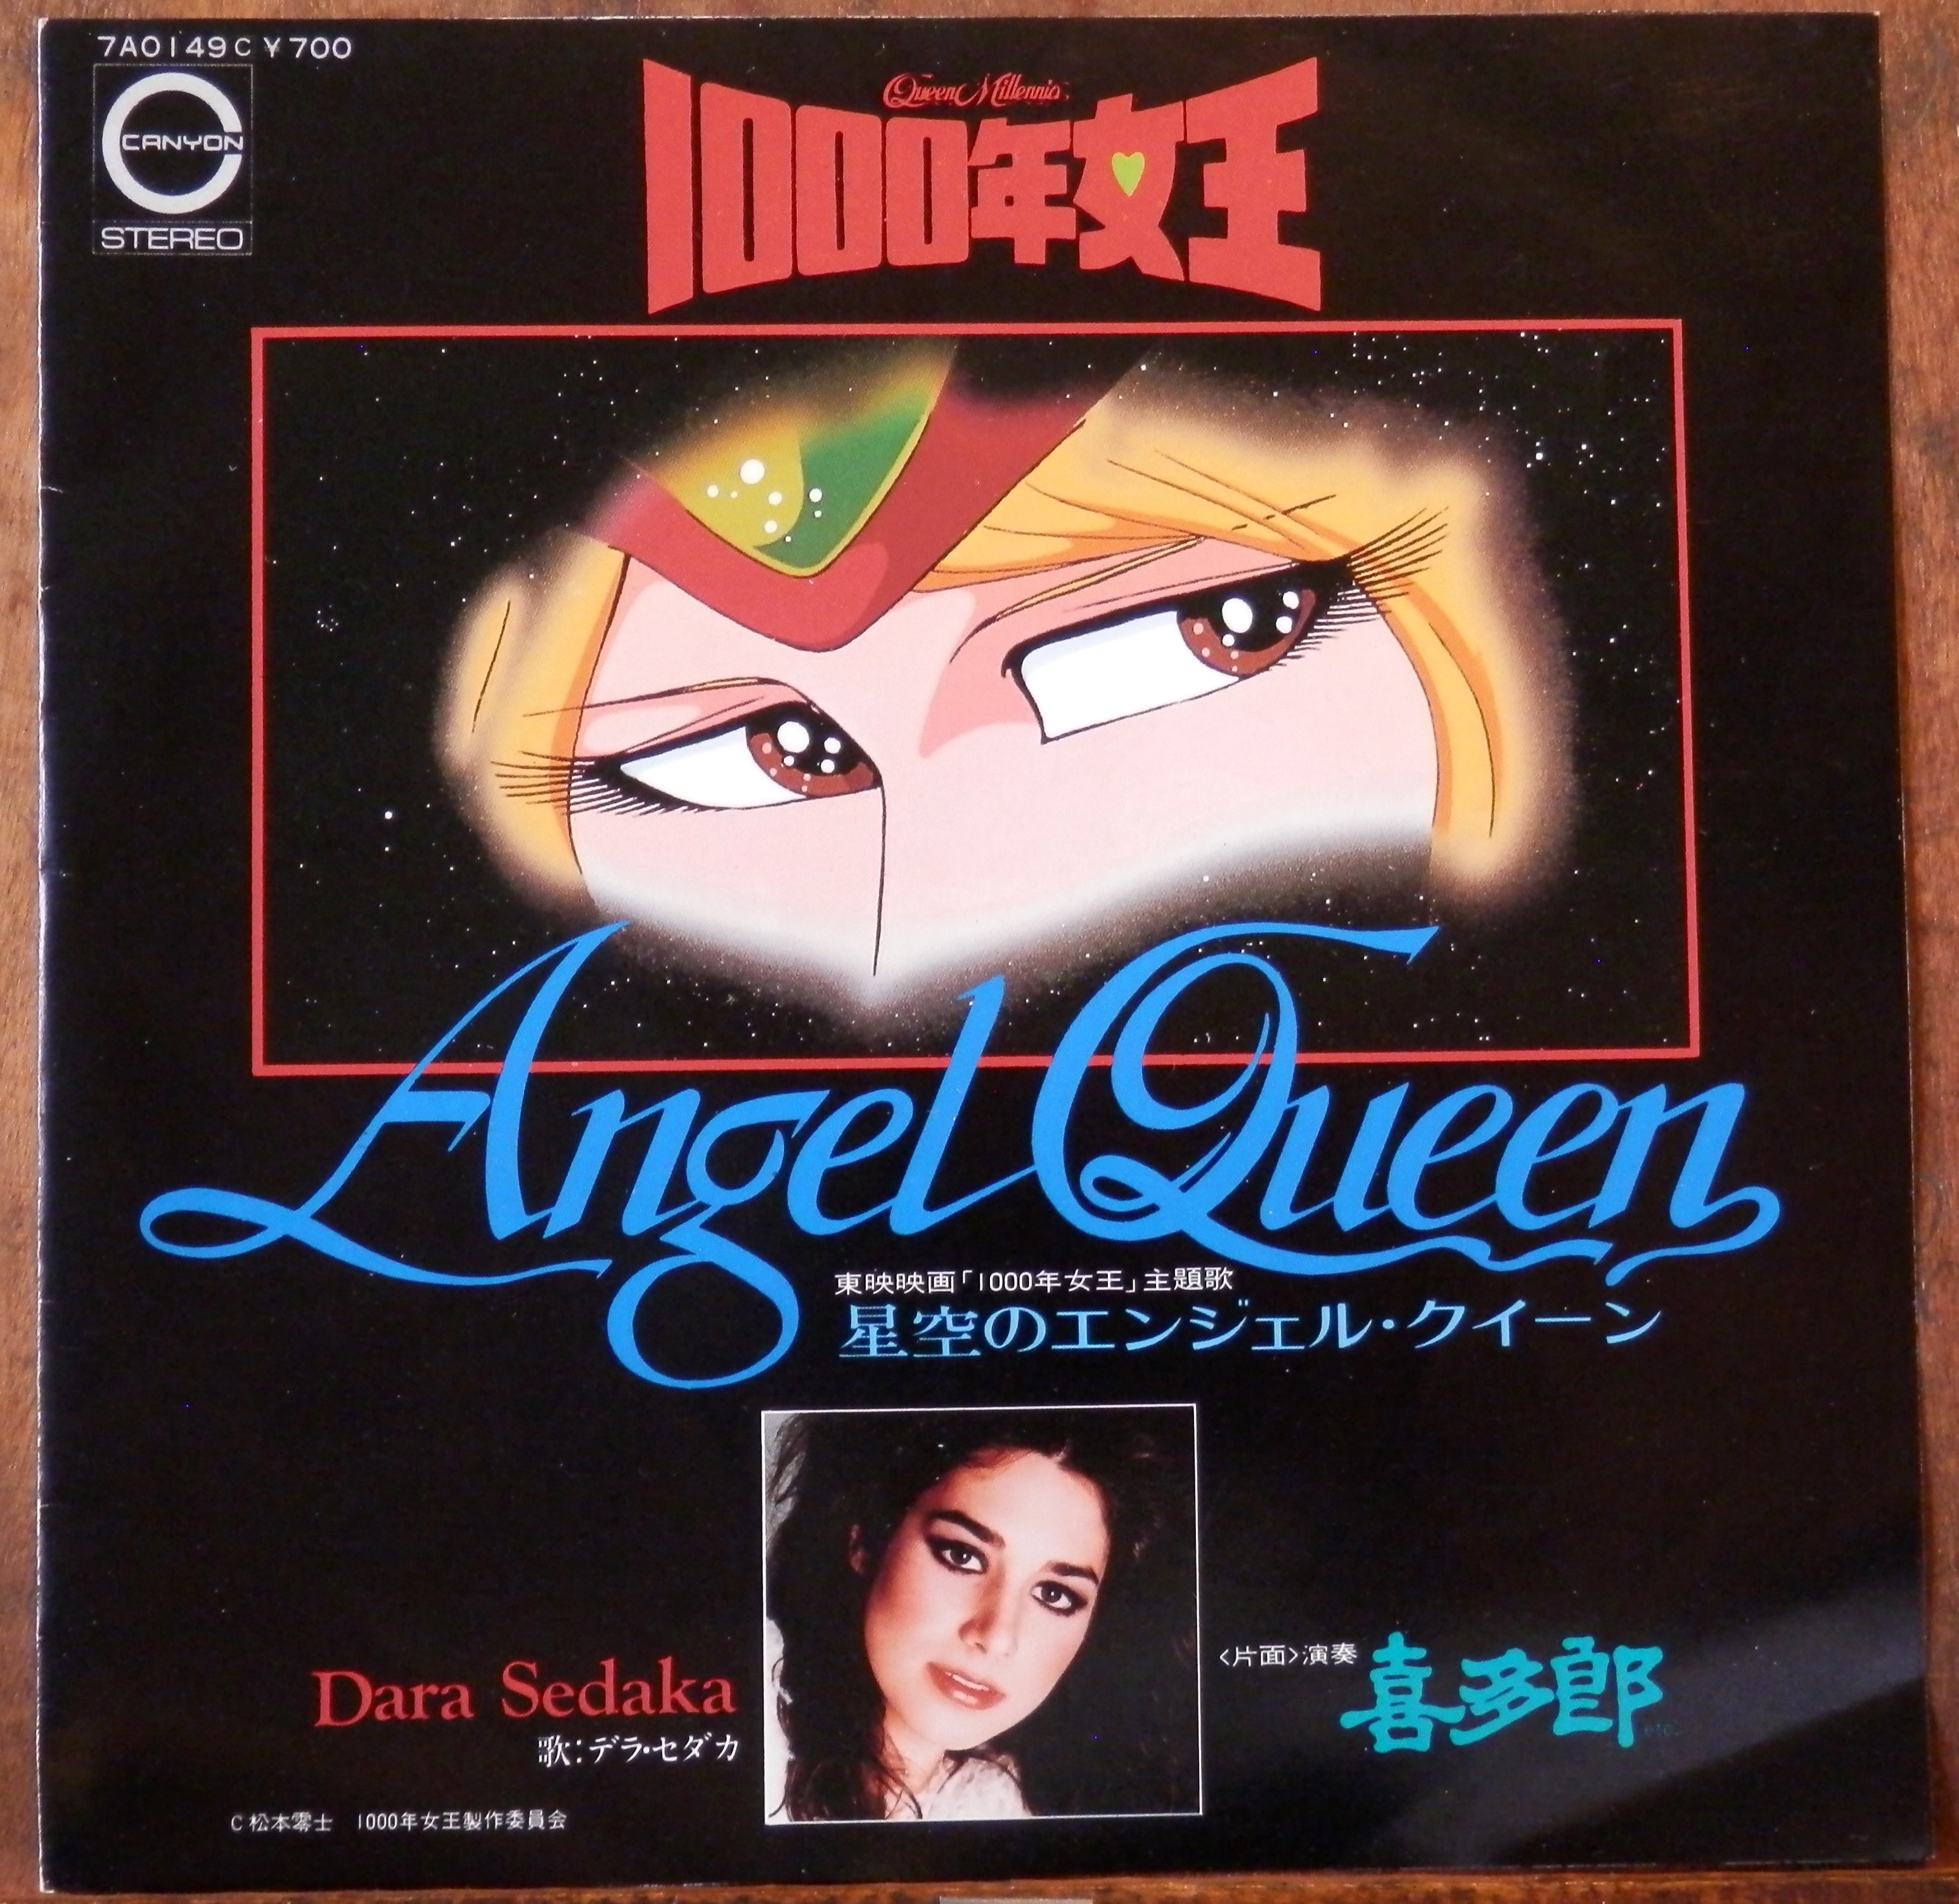 7A0149C ¥700
CANYON
STEREO
Queen Millennia
1000年女王
Angel Queen
東映映画「1000年女王」主題歌
星空のエンジェル・クイーン
Dara Sedaka
歌:デラ・セダカ
<片面>演奏 喜多郎
etc.
C 松本零士 1000年女王製作委員会